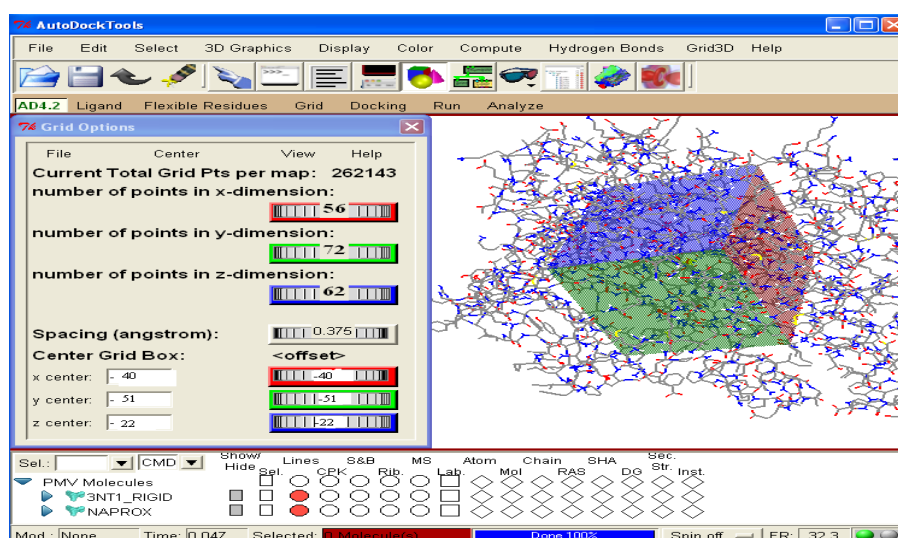 AutoDockTools
File Edit Select 3D Graphics Display Color Compute Hydrogen Bonds Grid3D Help
AD4.2 Ligand Flexible Residues Grid Docking Run Analyze
Grid Options
File Center View Help
Current Total Grid Pts per map: 262143
number of points in x-dimension:
56
number of points in y-dimension:
72
number of points in z-dimension:
62
Spacing (angstrom): 0.375
Center Grid Box: <offset>
x center: - 40 -40
y center: - 51 -51
z center: - 22 -22
Sel.: CMD Show/ Hide Sel. Lines CPK S&B Rib. MS Lab. Atom Mol Chain RAS SHA DG Sec. Str. Inst.
PMV Molecules
3NT1_RIGID
NAPROX
Mod.: None Time: 0.047 Selected: 0 Molecule(s) Done 100% Spin off FR: 32.3